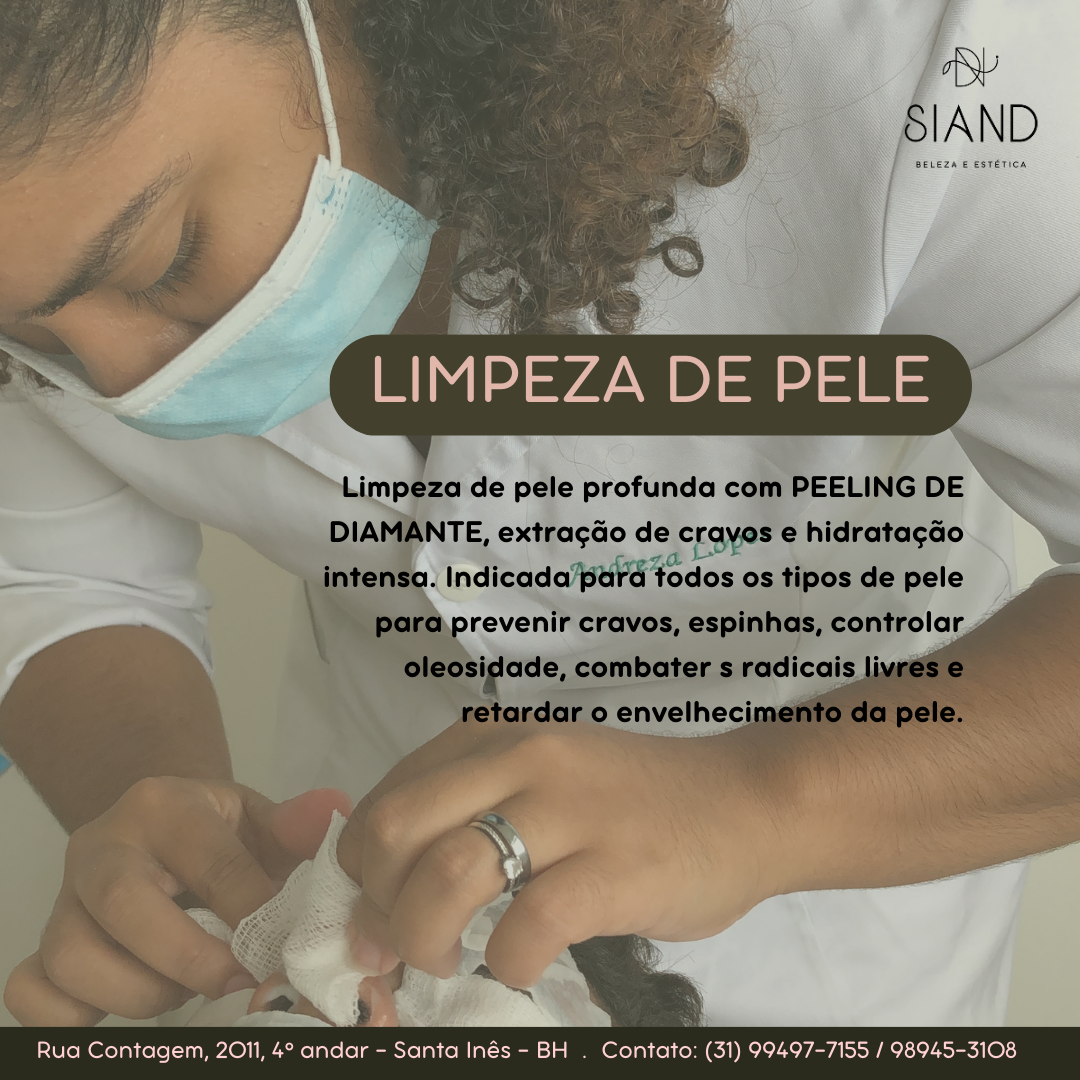 SIAND
BELEZA E ESTÉTICA
LIMPEZA DE PELE
Limpeza de pele profunda com PEELING DE
DIAMANTE, extração de cravos e hidratação
Andreza Lope
intensa. Indicada para todos os tipos de pele
para prevenir cravos, espinhas, controlar
oleosidade, combater s radicais livres e
retardar o envelhecimento da pele.
Rua Contagem, 2011, 4º andar - Santa Inês - BH . Contato: (31) 99497-7155 / 98945-3108